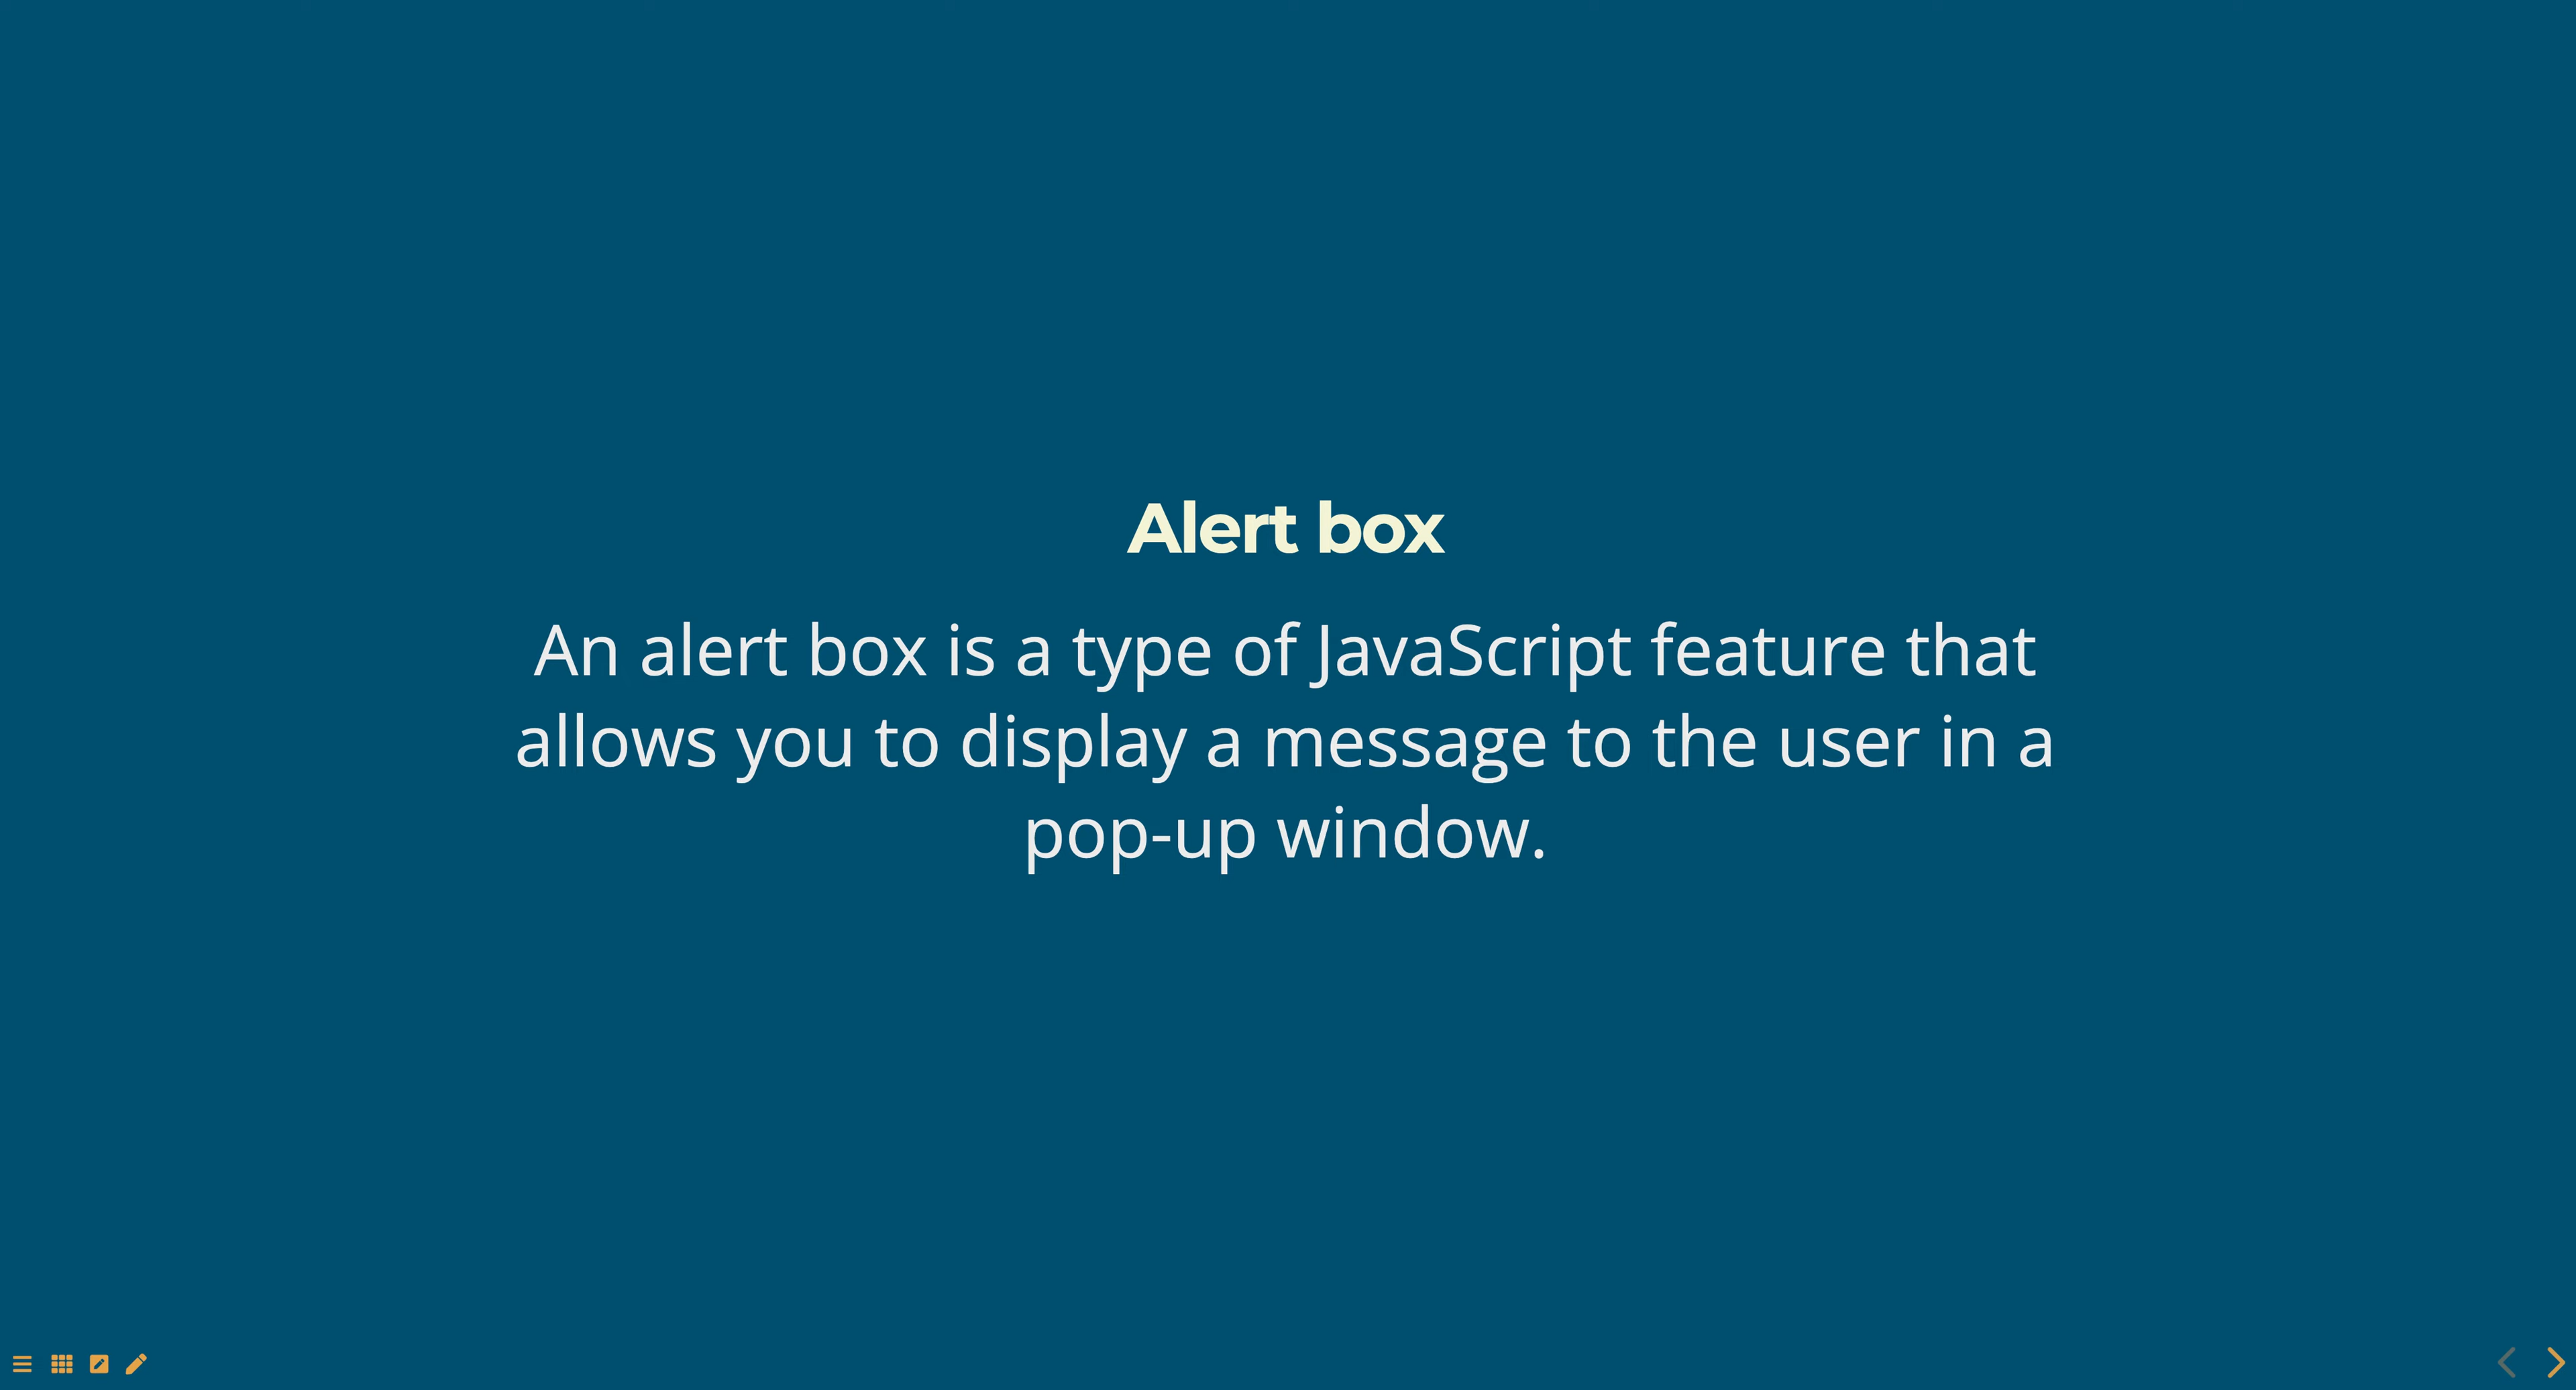 Alert box
An alert box is a type of JavaScript feature that
allows you to display a message to the user in a
pop-up window.